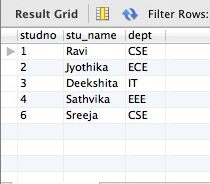 Result Grid Filter Rows:
studno stu_name dept
1 Ravi CSE
2 Jyothika ECE
3 Deekshita IT
4 Sathvika EEE
6 Sreeja CSE